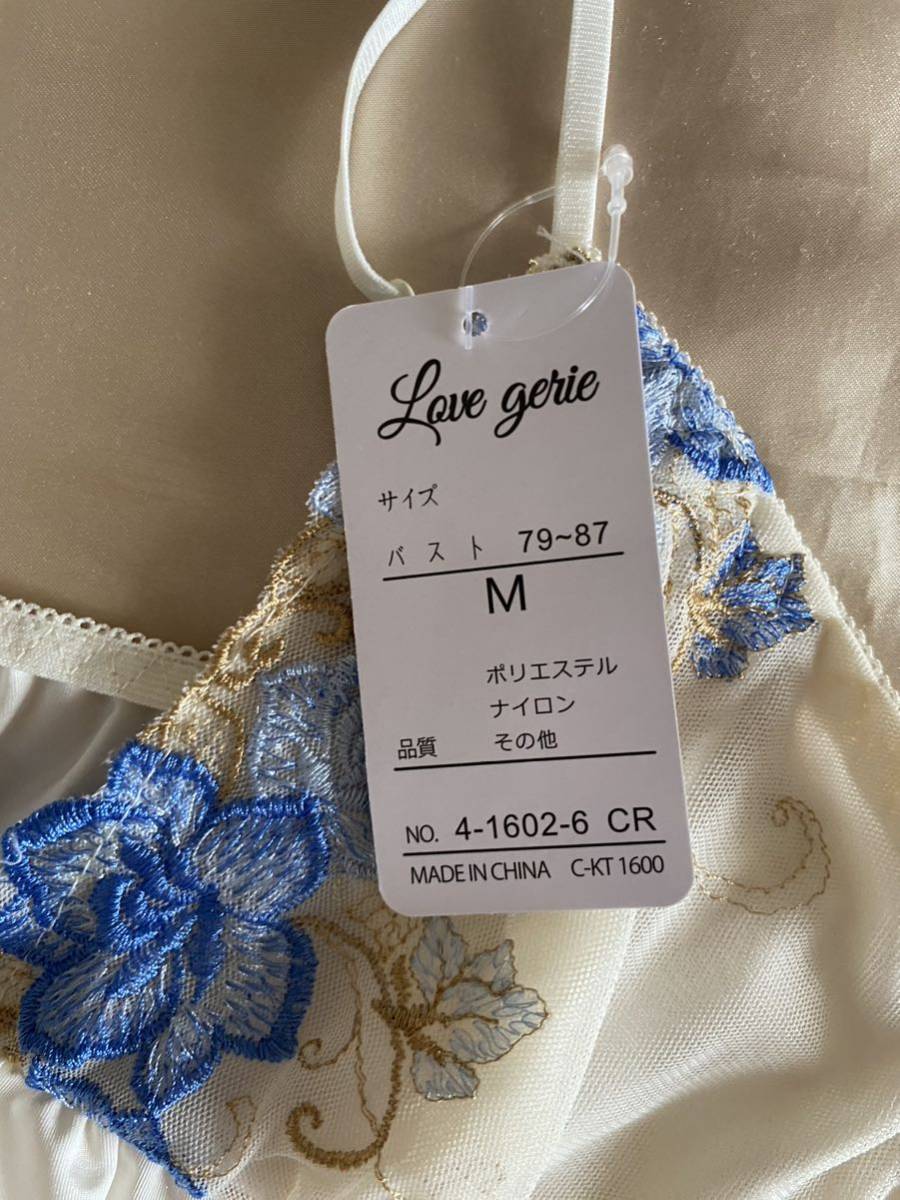 Love gerie
サイズ
バスト 79~87
M
ポリエステル
ナイロン
品質 その他
NO. 4-1602-6 CR
MADE IN CHINA C-KT 1600